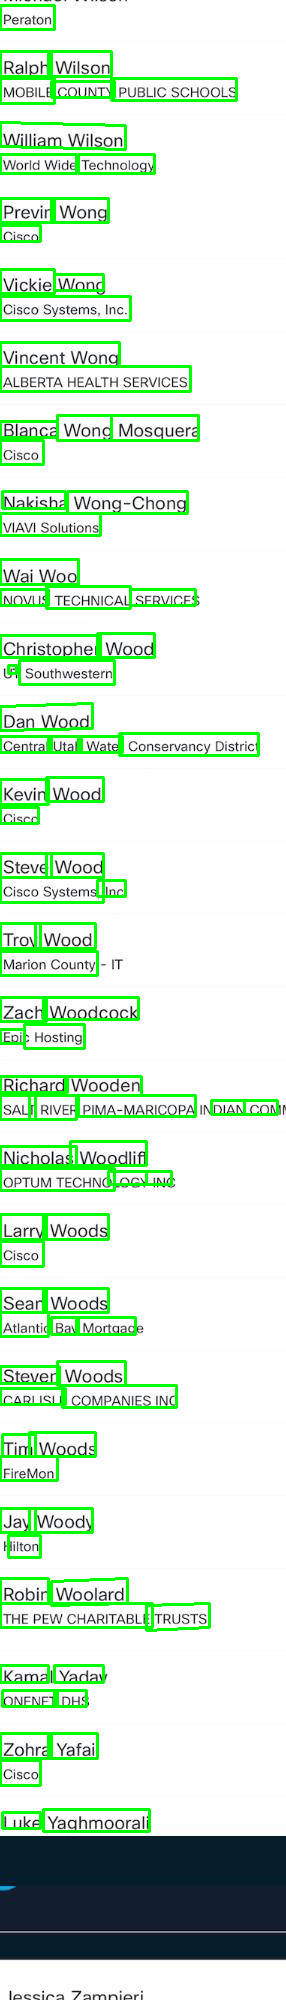 Michael Wilson
Peraton
Ralph Wilson
MOBILE COUNTY PUBLIC SCHOOLS
William Wilson
World Wide Technology
Previn Wong
Cisco
Vickie Wong
Cisco Systems, Inc.
Vincent Wong
ALBERTA HEALTH SERVICES
Blanca Wong Mosquera
Cisco
Nakisha Wong-Chong
VIAVI Solutions
Wai Woo
NOVUS TECHNICAL SERVICES
Christopher Wood
UT Southwestern
Dan Wood
Central Utah Water Conservancy District
Kevin Wood
Cisco
Steve Wood
Cisco Systems Inc
Troy Wood
Marion County - IT
Zach Woodcock
Epic Hosting
Richard Wooden
SALT RIVER PIMA-MARICOPA INDIAN COMM
Nicholas Woodliff
OPTUM TECHNOLOGY INC
Larry Woods
Cisco
Sean Woods
Atlantic Bay Mortgage
Steven Woods
CARLISLE COMPANIES INC
Tim Woods
FireMon
Jay Woody
Hilton
Robin Woolard
THE PEW CHARITABLE TRUSTS
Kamal Yadav
ONENET DHS
Zohra Yafai
Cisco
Luke Yaghmoorali
Jessica Zampieri